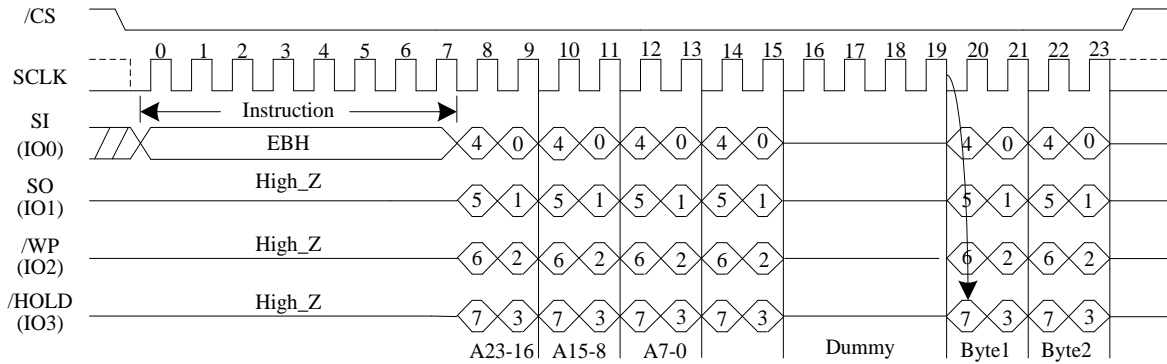 /CS
0 1 2 3 4 5 6 7 8 9 10 11 12 13 14 15 16 17 18 19 20 21 22 23
SCLK
Instruction
SI
(IO0)
EBH
4 0 4 0 4 0 4 0 4 0 4 0
SO
(IO1)
High_Z
5 1 5 1 5 1 5 1 5 1 5 1
/WP
(IO2)
High_Z
6 2 6 2 6 2 6 2 6 2 6 2
/HOLD
(IO3)
High_Z
7 3 7 3 7 3 7 3 7 3 7 3
A23-16 A15-8 A7-0 Dummy Byte1 Byte2